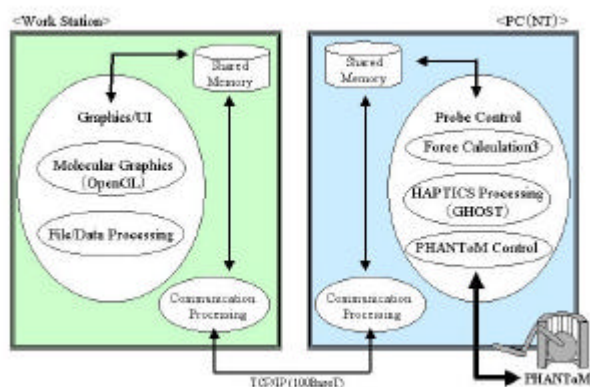 <Work Station>
Shared
Memory
Graphics/UI
Molecular Graphics
(OpenGL)
File/Data Processing
Communication
Processing
<PC(NT)>
Shared
Memory
Probe Control
Force Calculation3
HAPTICS Processing
(GHOST)
PHANToM Control
Communication
Processing
TCP/IP(100BaseT)
PHANToM